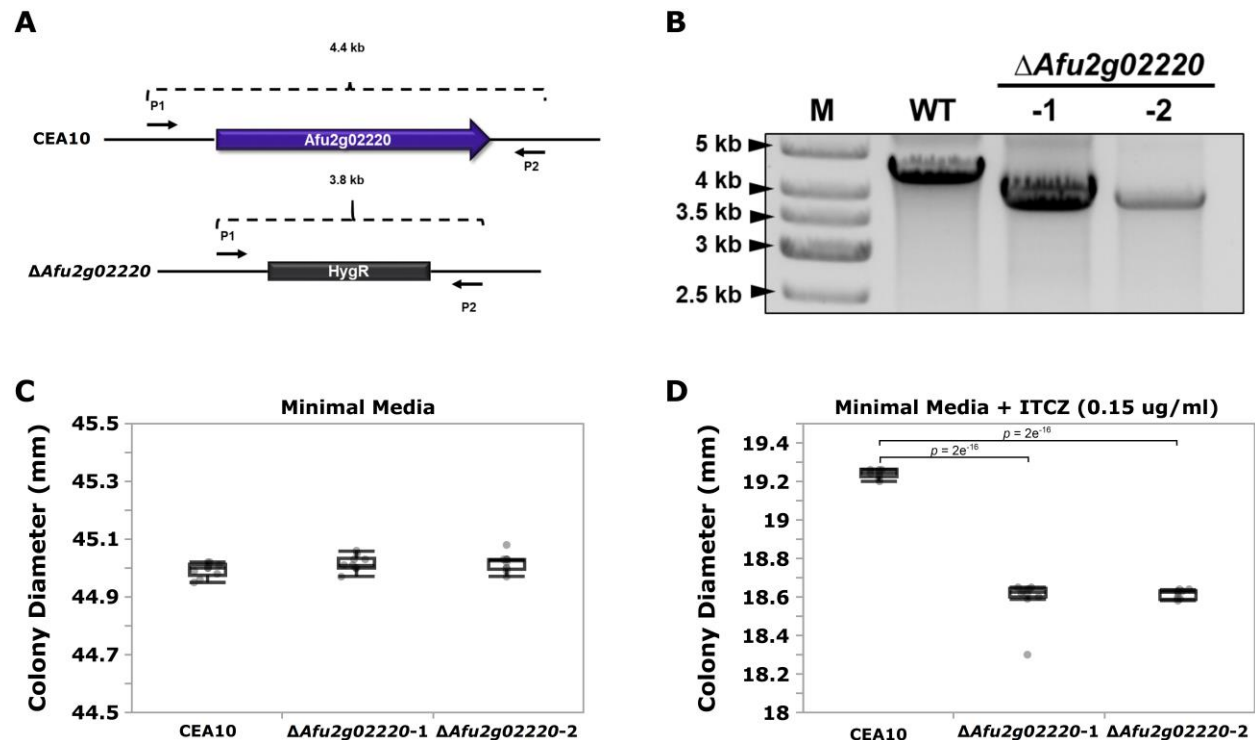 A
4.4 kb
P1
CEA10
Afu2g02220
P2
3.8 kb
P1
ΔAfu2g02220
HygR
P2
B
ΔAfu2g02220
M WT -1 -2
5 kb
4 kb
3.5 kb
3 kb
2.5 kb
C
Minimal Media
Colony Diameter (mm)
45.5
45.3
45.1
44.9
44.7
44.5
CEA10 ΔAfu2g02220-1 ΔAfu2g02220-2
D
Minimal Media + ITCZ (0.15 ug/ml)
p = 2e-16
p = 2e-16
Colony Diameter (mm)
19.4
19.2
19
18.8
18.6
18.4
18.2
18
CEA10 ΔAfu2g02220-1 ΔAfu2g02220-2